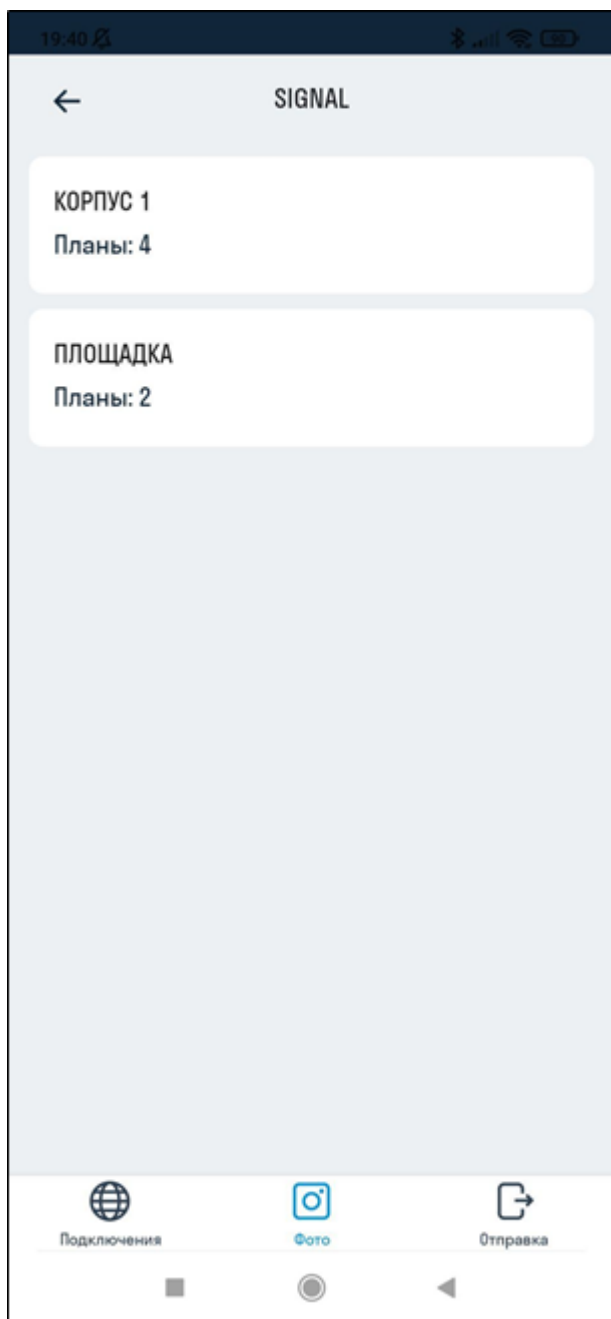 19:40
SIGNAL
КОРПУС 1
Планы: 4
ПЛОЩАДКА
Планы: 2
Подключения
Фото
Отправка